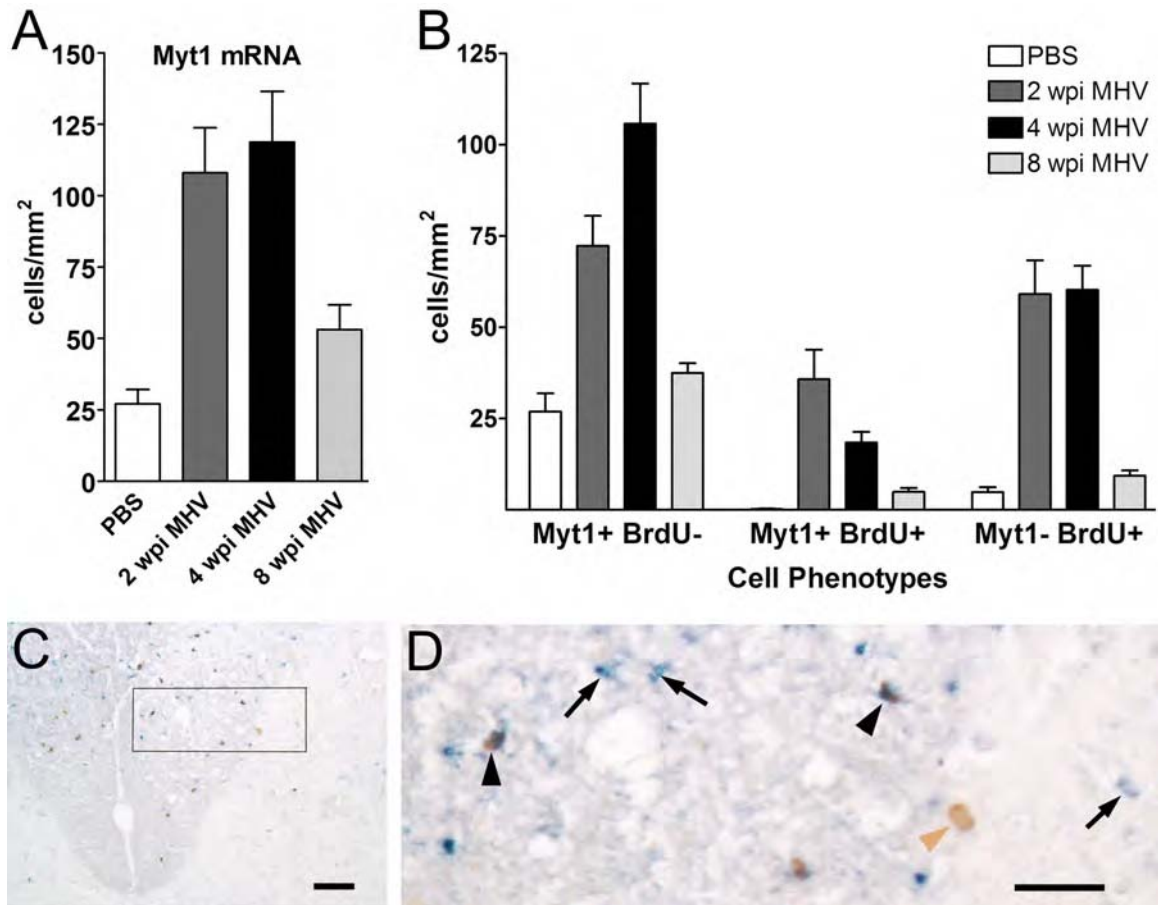 A
Myt1 mRNA
150
125
100
75
50
25
0
cells/mm²
PBS
2 wpi MHV
4 wpi MHV
8 wpi MHV
B
125
100
75
50
25
cells/mm²
PBS
2 wpi MHV
4 wpi MHV
8 wpi MHV
Myt1+ BrdU-
Myt1+ BrdU+
Myt1- BrdU+
Cell Phenotypes
C
D